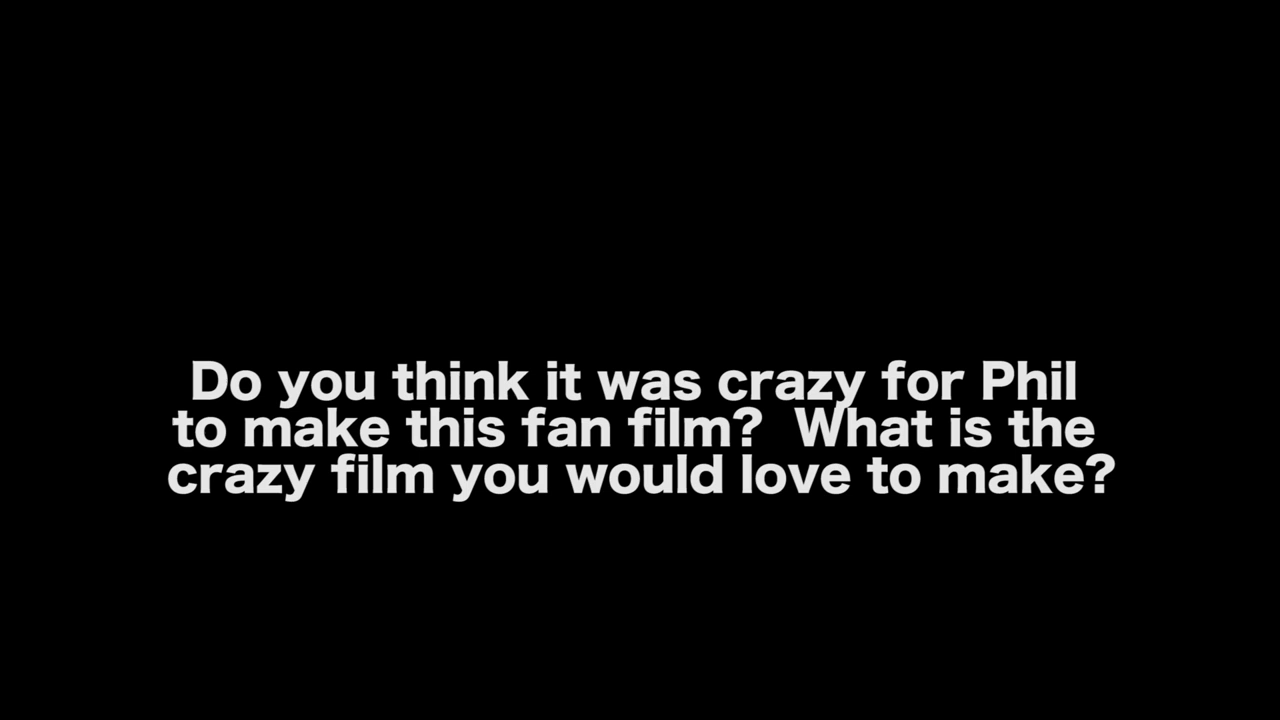 Do you think it was crazy for Phil
to make this fan film?  What is the
crazy film you would love to make?